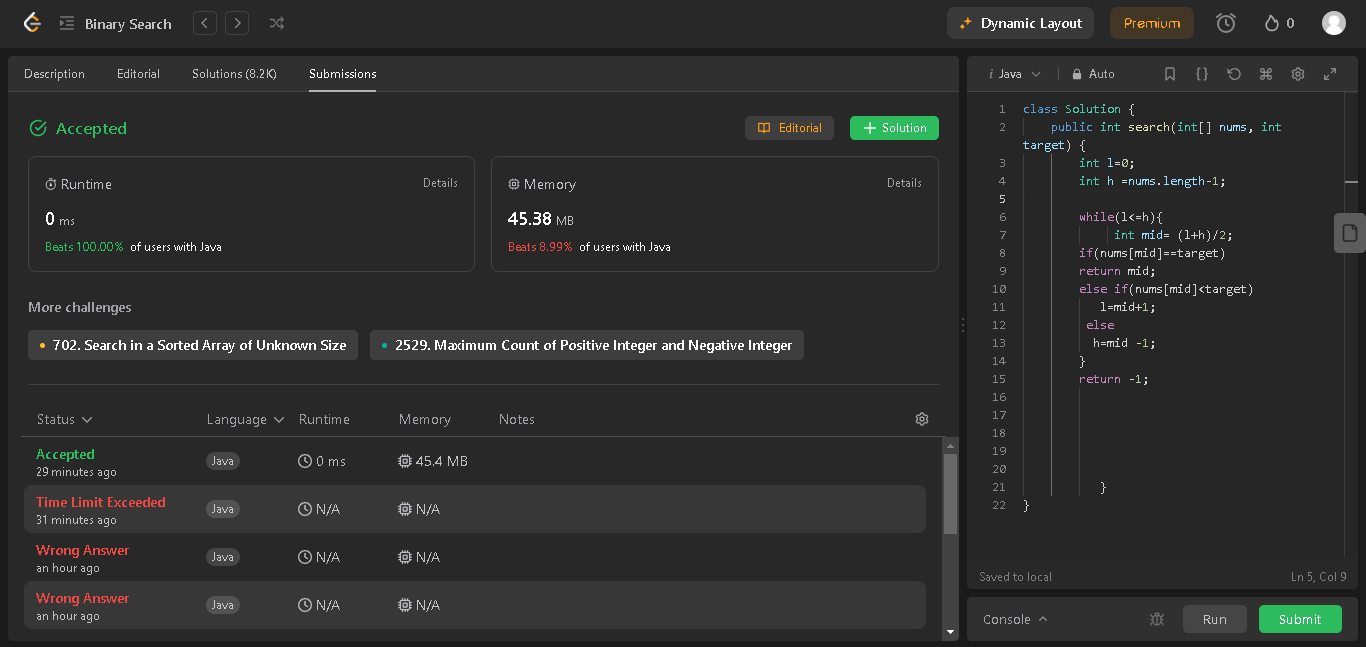 Binary Search
Dynamic Layout
Premium
0
Description Editorial Solutions (8.2K) Submissions
Accepted
Editorial
Solution
Runtime Details
0 ms
Beats 100.00% of users with Java
Memory Details
45.38 MB
Beats 8.99% of users with Java
More challenges
702. Search in a Sorted Array of Unknown Size
2529. Maximum Count of Positive Integer and Negative Integer
Status Language Runtime Memory Notes
Accepted Java 0 ms 45.4 MB
29 minutes ago
Time Limit Exceeded Java N/A N/A
31 minutes ago
Wrong Answer Java N/A N/A
an hour ago
Wrong Answer Java N/A N/A
an hour ago
i Java Auto
1 class Solution {
2 public int search(int[] nums, int
target) {
3 int l=0;
4 int h =nums.length-1;
5
6 while(l<=h){
7 int mid= (l+h)/2;
8 if(nums[mid]==target)
9 return mid;
10 else if(nums[mid]<target)
11 l=mid+1;
12 else
13 h=mid -1;
14 }
15 return -1;
16
17
18
19
20
21 }
22 }
Saved to local Ln 5, Col 9
Console Run Submit